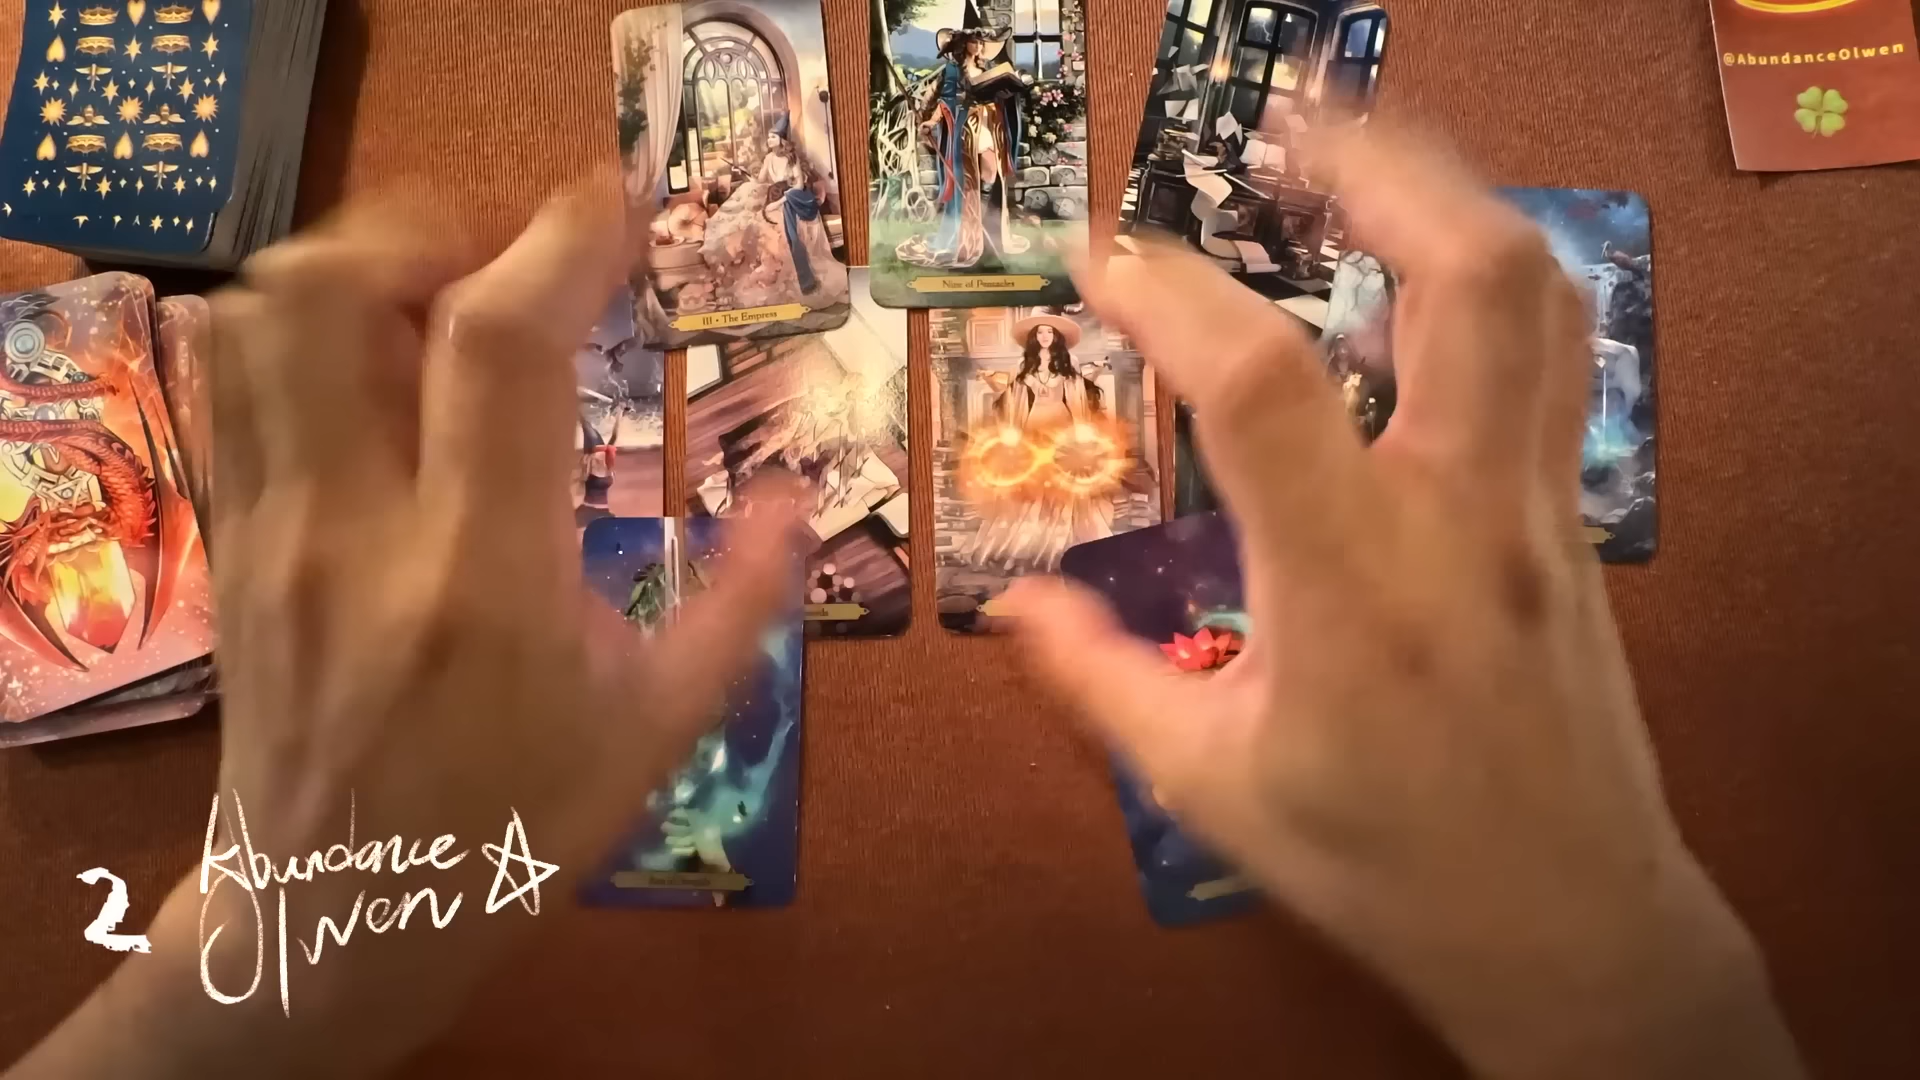 @AbundanceOlwen
Nine of Pentacles
III • The Empress
2
Abundance
Olwen